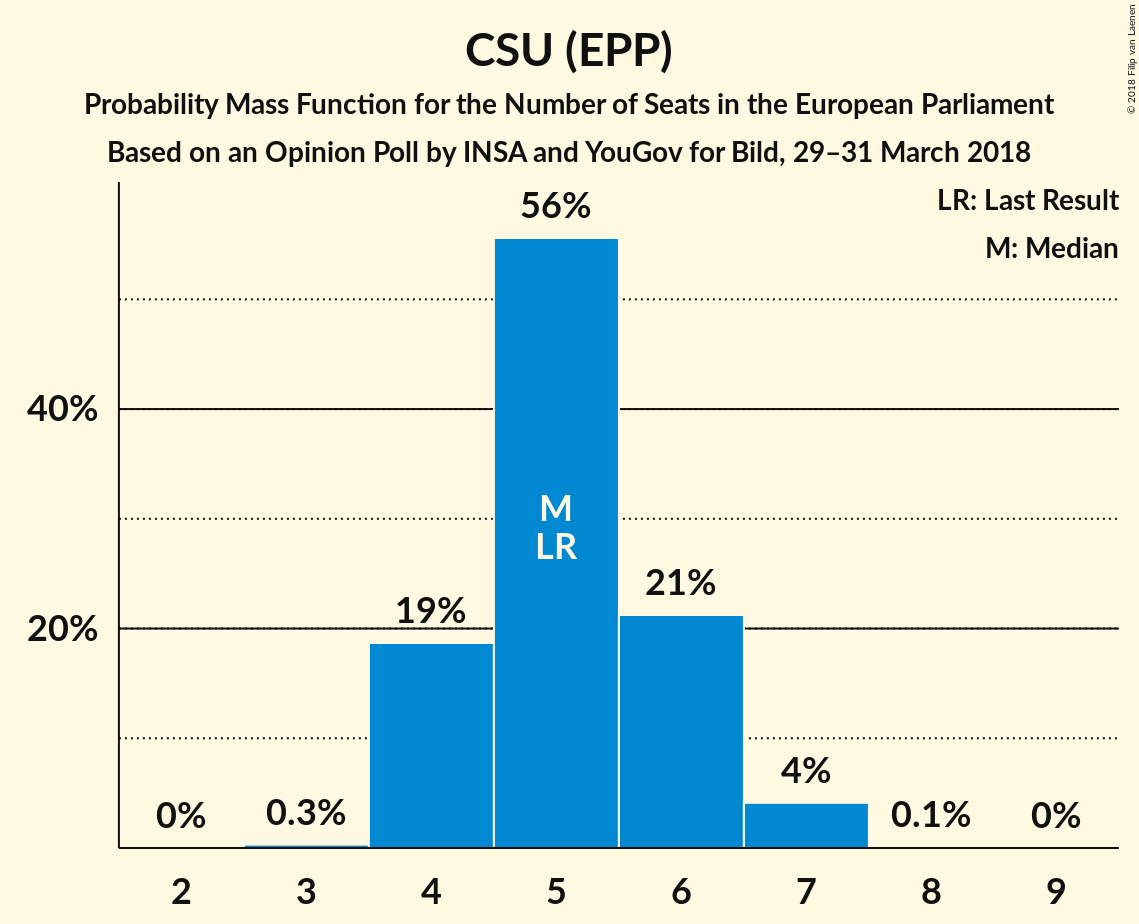 CSU (EPP)
Probability Mass Function for the Number of Seats in the European Parliament
Based on an Opinion Poll by INSA and YouGov for Bild, 29–31 March 2018
© 2018 Filip van Laenen
LR: Last Result
M: Median
56%
40%
M
LR
21%
19%
20%
4%
0%
0.3%
0.1%
0%
2 3 4 5 6 7 8 9